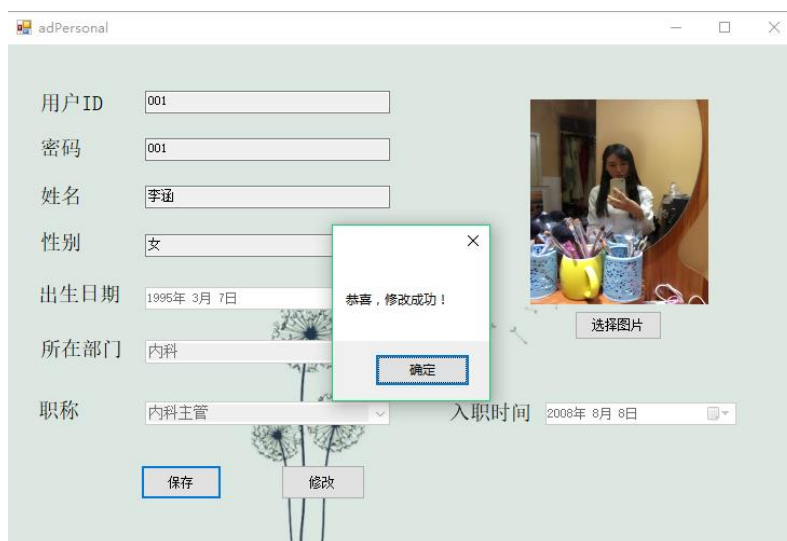 adPersonal
用户ID 001
密码 001
姓名 李涵
性别 女
出生日期 1995年 3月 7日
恭喜，修改成功！
选择图片
所在部门 内科
确定
职称 内科主管
入职时间 2008年 8月 8日
保存 修改